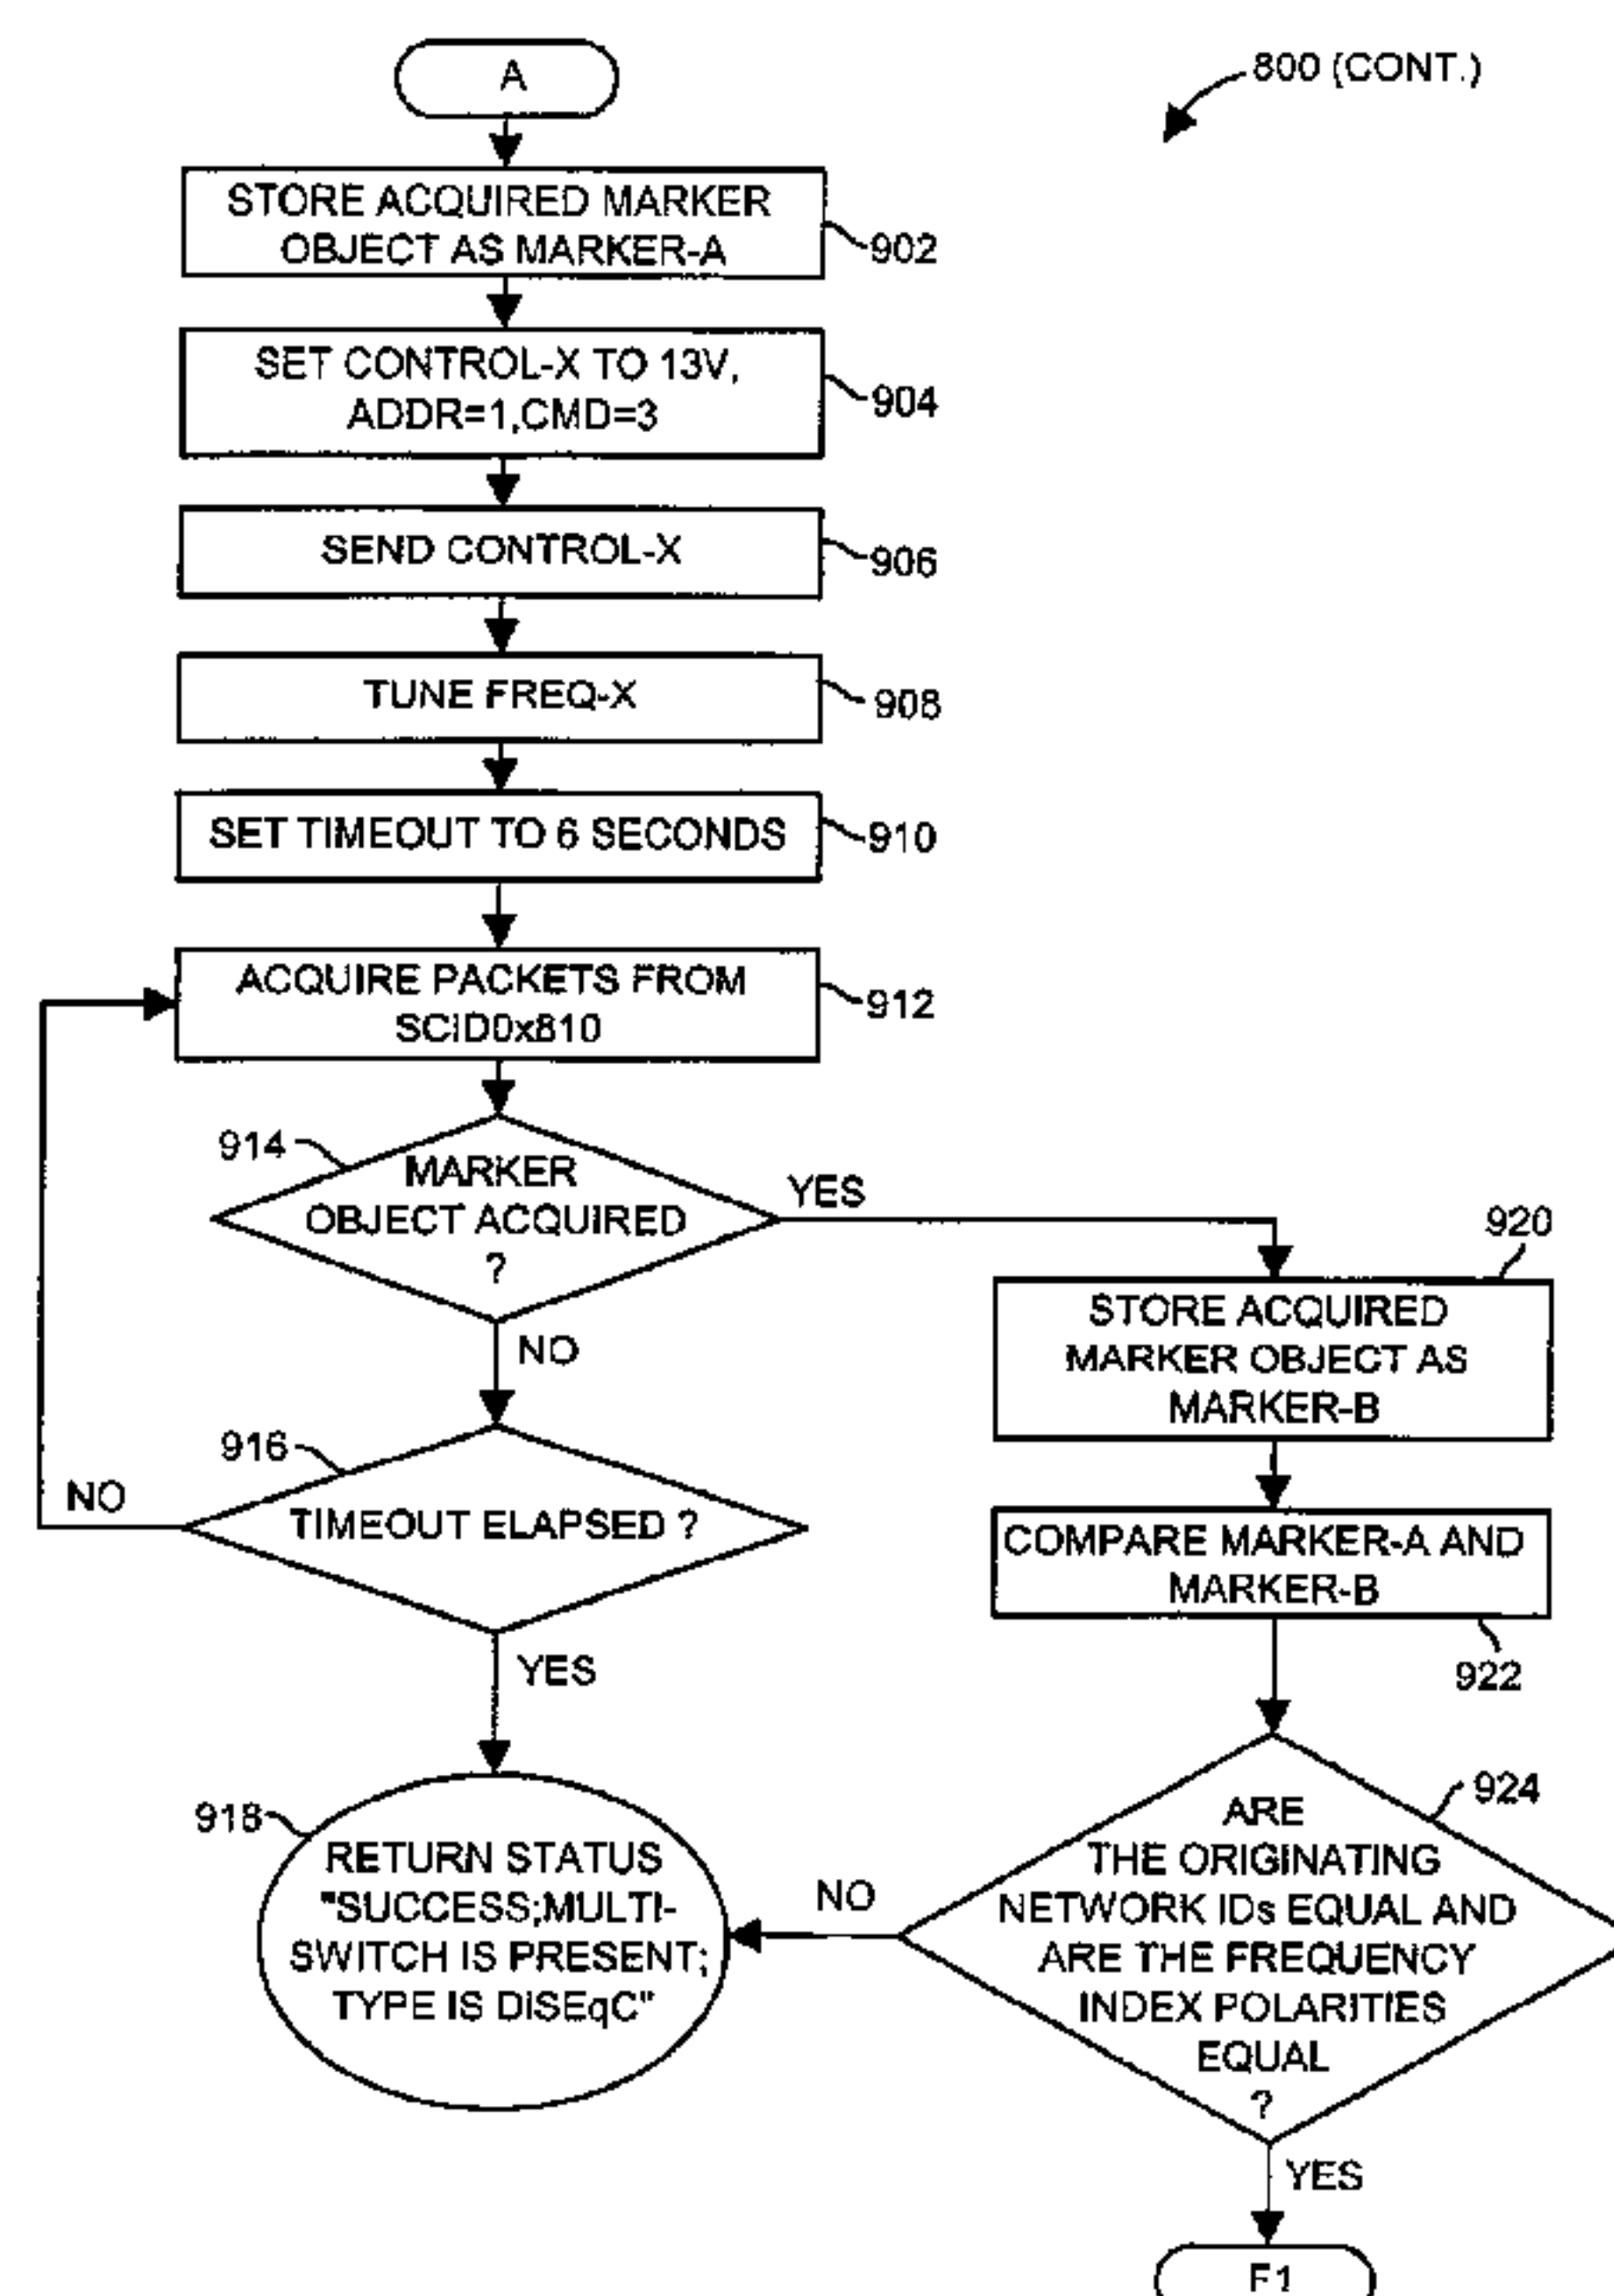 A
800 (CONT.)
STORE ACQUIRED MARKER
OBJECT AS MARKER-A
902
SET CONTROL-X TO 13V,
ADDR=1,CMD=3
904
SEND CONTROL-X
906
TUNE FREQ-X
908
SET TIMEOUT TO 6 SECONDS
910
ACQUIRE PACKETS FROM
SCID0x810
912
914
MARKER
OBJECT ACQUIRED
?
YES
NO
920
STORE ACQUIRED
MARKER OBJECT AS
MARKER-B
916
TIMEOUT ELAPSED ?
NO
YES
COMPARE MARKER-A AND
MARKER-B
922
918
RETURN STATUS
"SUCCESS;MULTI-
SWITCH IS PRESENT;
TYPE IS DiSEqC"
924
ARE
THE ORIGINATING
NETWORK IDs EQUAL AND
ARE THE FREQUENCY
INDEX POLARITIES
EQUAL
?
NO
YES
F1